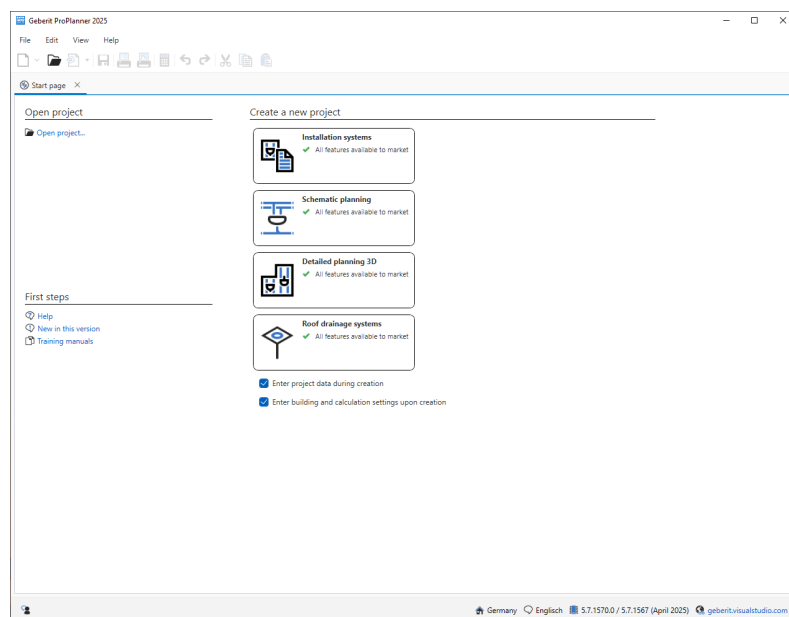 Geberit ProPlanner 2025
File Edit View Help
Start page
Open project
Open project...
First steps
Help
New in this version
Training manuals
Create a new project
Installation systems
All features available to market
Schematic planning
All features available to market
Detailed planning 3D
All features available to market
Roof drainage systems
All features available to market
Enter project data during creation
Enter building and calculation settings upon creation
Germany Englisch 5.7.1570.0 / 5.7.1567 (April 2025) geberit.visualstudio.com